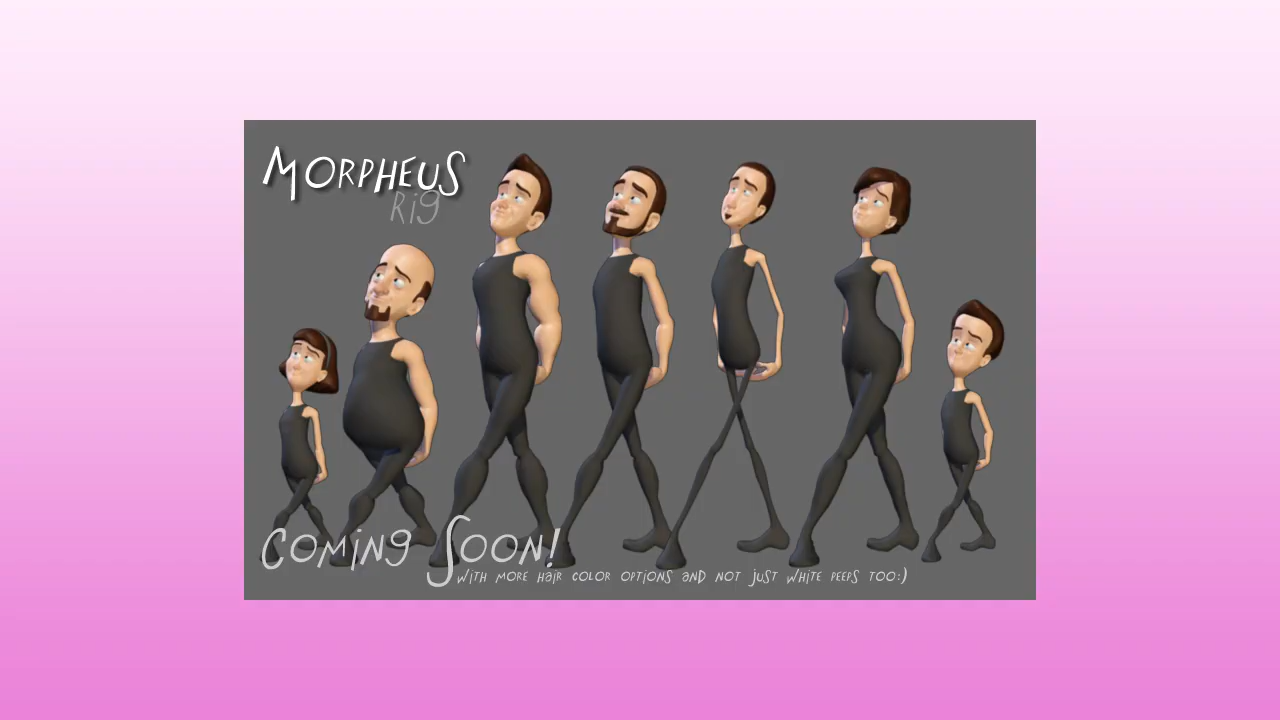 MORPHEUS
Rig
COMING SOON!
WITH MORE HAIR COLOR OPTIONS AND NOT JUST WHITE PEEPS TOO:)